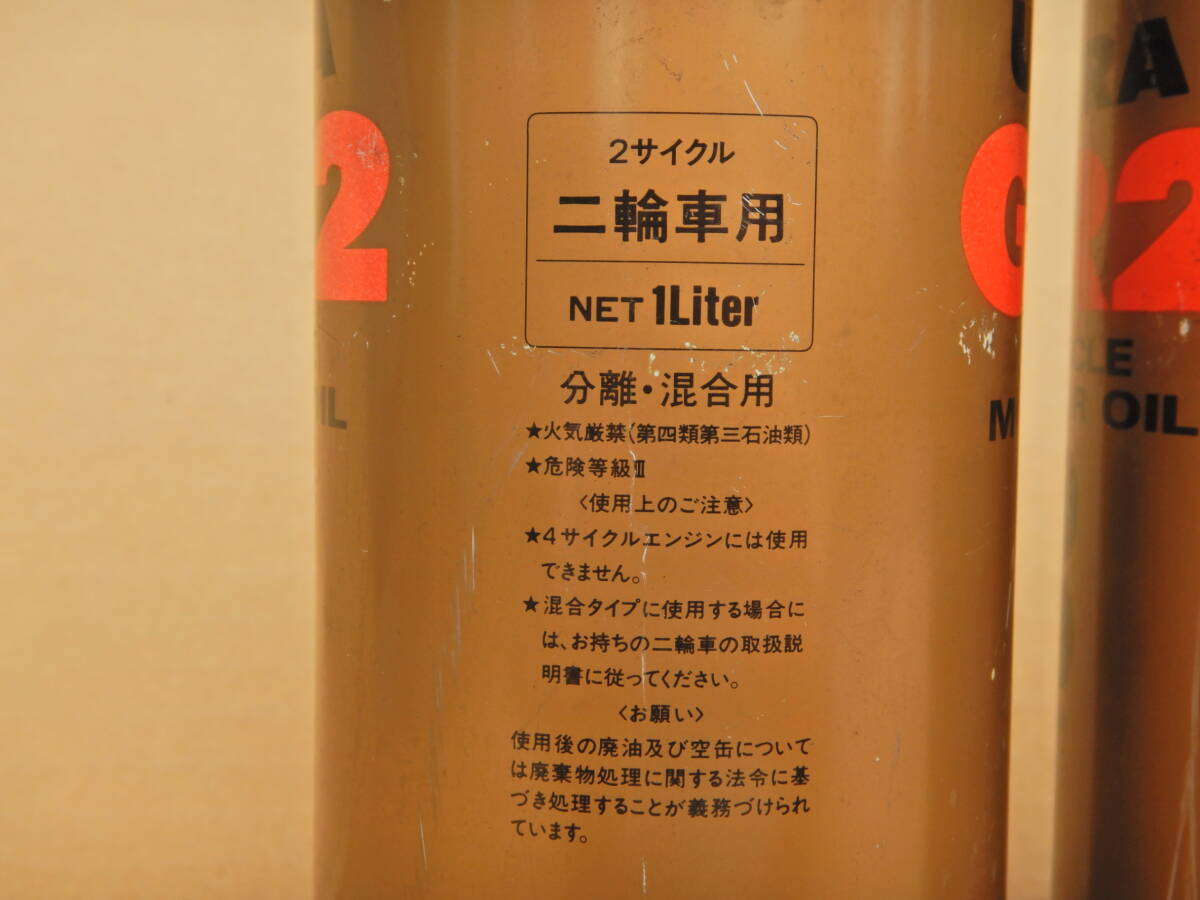 2サイクル
二輪車用
NET 1Liter
分離・混合用
★火気厳禁(第四類第三石油類)
★危険等級Ⅲ
〈使用上のご注意〉
★4サイクルエンジンには使用
できません。
★混合タイプに使用する場合に
は、お持ちの二輪車の取扱説
明書に従ってください。
〈お願い〉
使用後の廃油及び空缶について
は廃棄物処理に関する法令に基
づき処理することが義務づけられ
ています。
2
IL
GR2
OIL